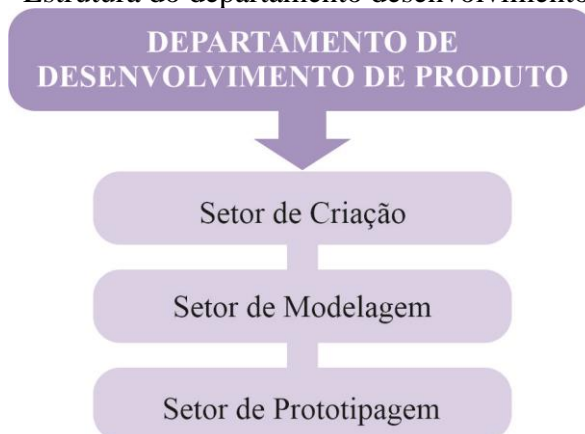 Estrutura do departamento desenvolvimento
DEPARTAMENTO DE
DESENVOLVIMENTO DE PRODUTO
Setor de Criação
Setor de Modelagem
Setor de Prototipagem